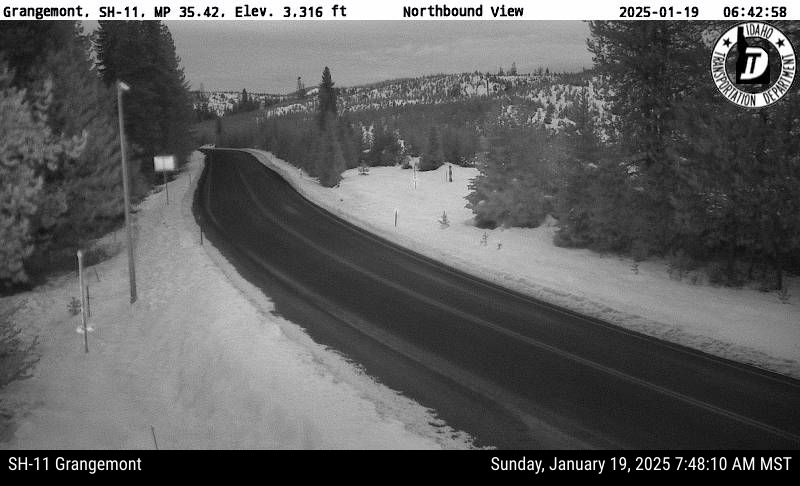 Grangemont, SH-11, MP 35.42, Elev. 3,316 ft Northbound View 2025-01-19 06:42:58
IDAHO
TRANSPORTATION DEPARTMENT
SH-11 Grangemont Sunday, January 19, 2025 7:48:10 AM MST